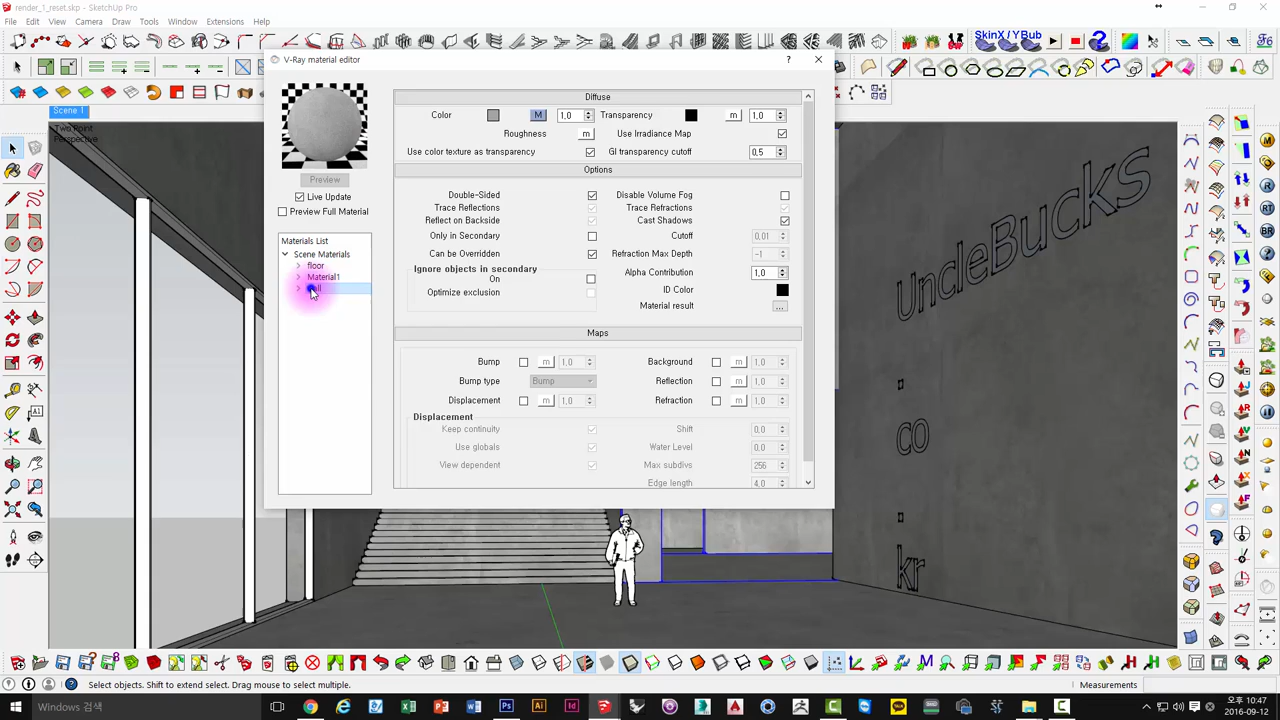 render_1_reset.skp - SketchUp Pro
File Edit View Camera Draw Tools Window Extensions Help
SkinX / YBub
Scene 1
Two Point
Perspective
V-Ray material editor
?
Preview
Live Update
Preview Full Material
Materials List
Scene Materials
floor
Material1
Diffuse
Color M 1,0 Transparency m 1,0
Roughness m Use Irradiance Map
Use color texture as transparency GI transparency cutoff 0,5
Options
Double-Sided Disable Volume Fog
Trace Reflections Trace Refractions
Reflect on Backside Cast Shadows
Only in Secondary Cutoff 0,01
Can be Overridden Refraction Max Depth -1
Ignore objects in secondary
On Alpha Contribution 1,0
Optimize exclusion ID Color
Material result ...
Maps
Bump m 1,0 Background m 1,0
Bump type Bump Reflection m 1,0
Displacement m 1,0 Refraction m 1,0
Displacement
Keep continuity Shift 0,0
Use globals Water Level 0,0
View dependent Max subdivs 256
Edge length 4,0
UncleBucks
.
co
.
kr
Select objects. Shift to extend select. Drag mouse to select multiple.
Measurements
Windows 검색
오후 10:47
2016-09-12